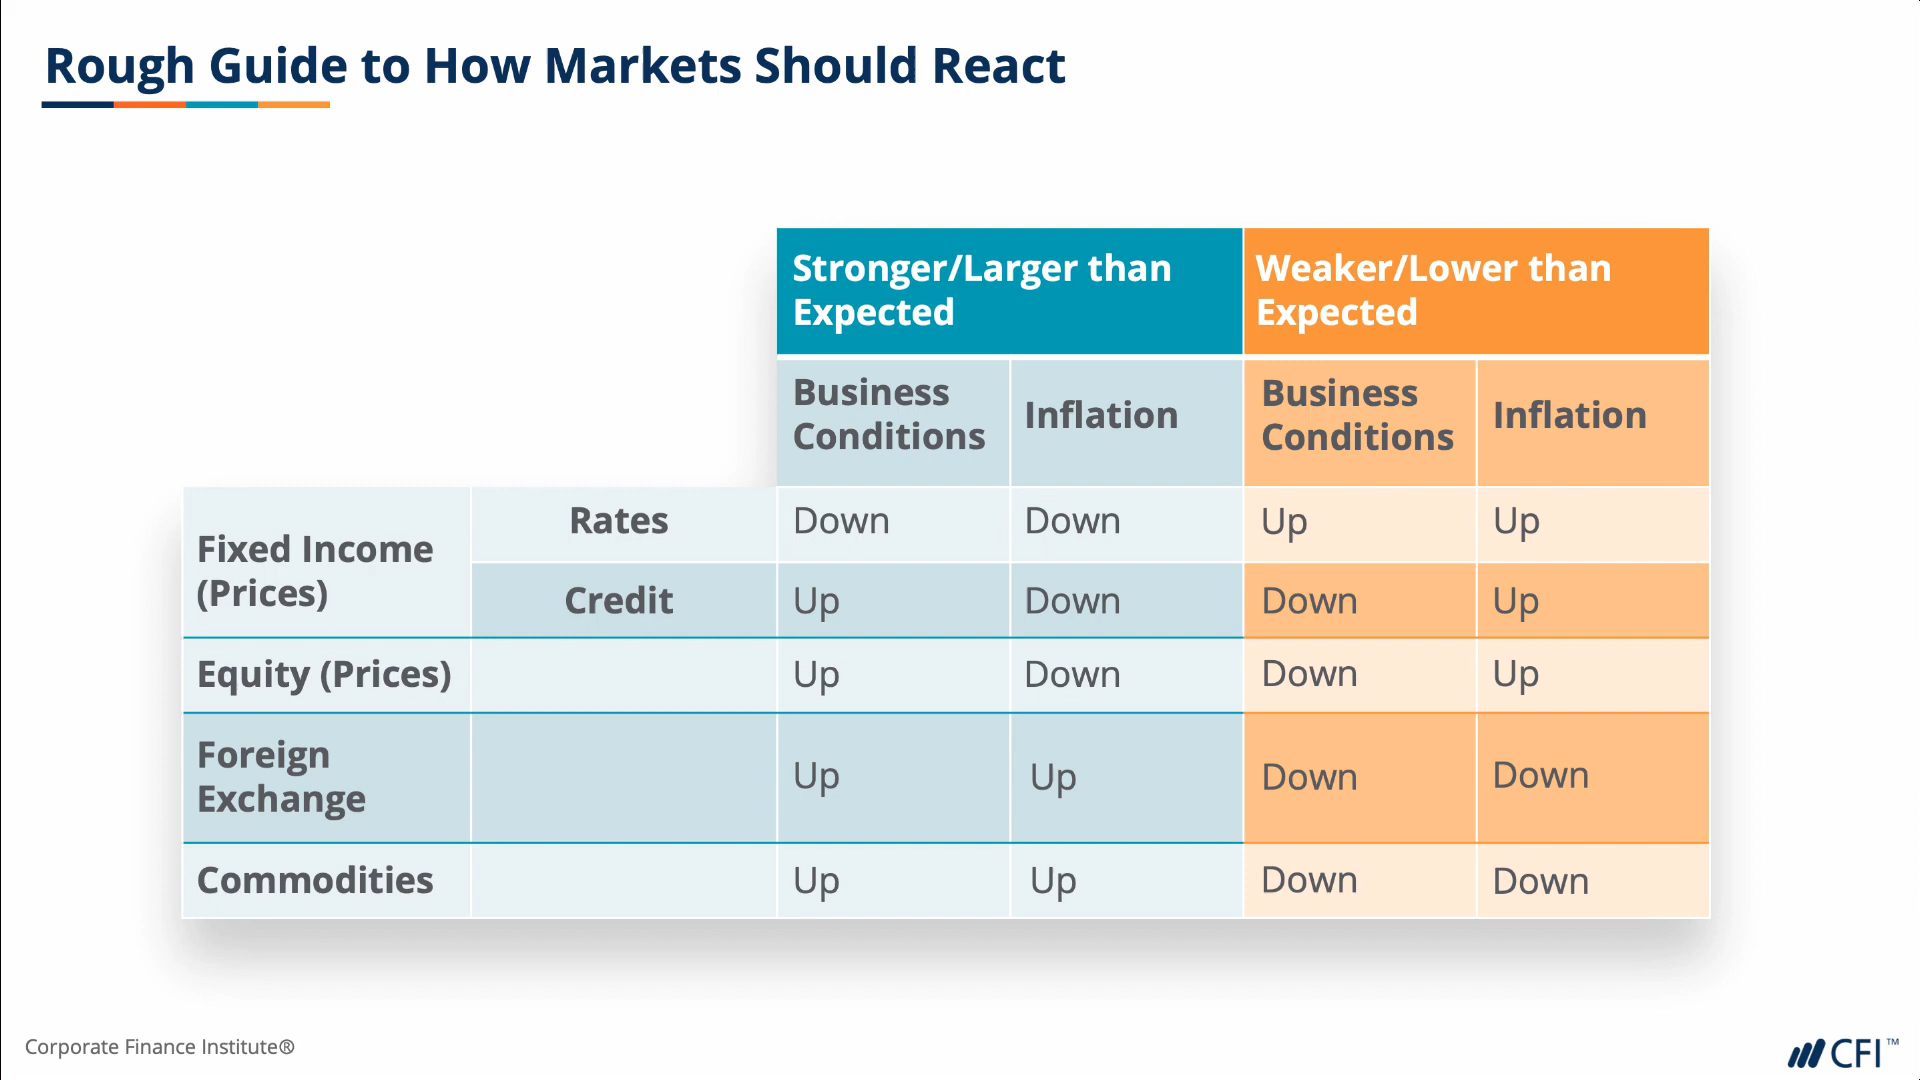 Rough Guide to How Markets Should React
Stronger/Larger than
Expected
Weaker/Lower than
Expected
Business
Conditions
Inflation
Business
Conditions
Inflation
Fixed Income
(Prices)
Rates
Down
Down
Up
Up
Credit
Up
Down
Down
Up
Equity (Prices)
Up
Down
Down
Up
Foreign
Exchange
Up
Up
Down
Down
Commodities
Up
Up
Down
Down
Corporate Finance Institute®
CFI™